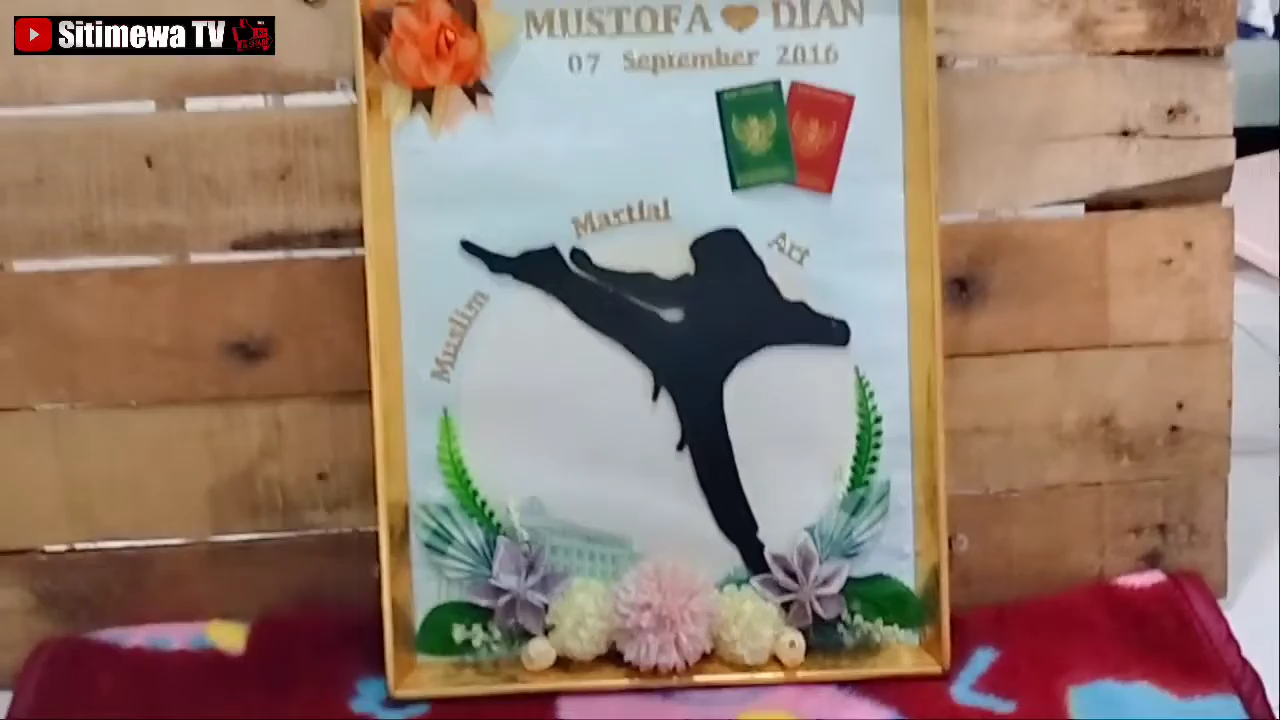 Sitimewa TV
MUSTOFA DIAN
07 September 2016
Martial
Art
Muslim